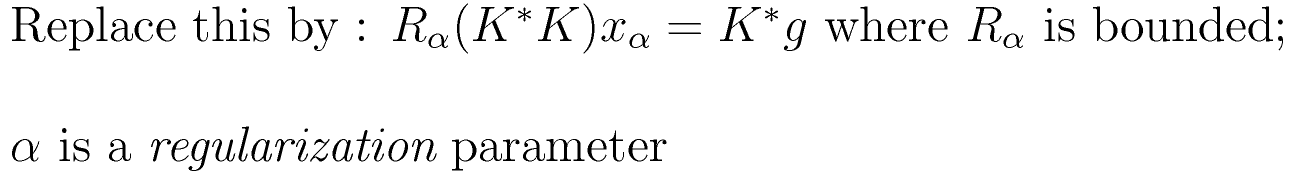 Replace this by : $R_{\alpha}(K^{*}K)x_{\alpha} = K^{*}g$ where $R_{\alpha}$ is bounded;
$\alpha$ is a regularization parameter